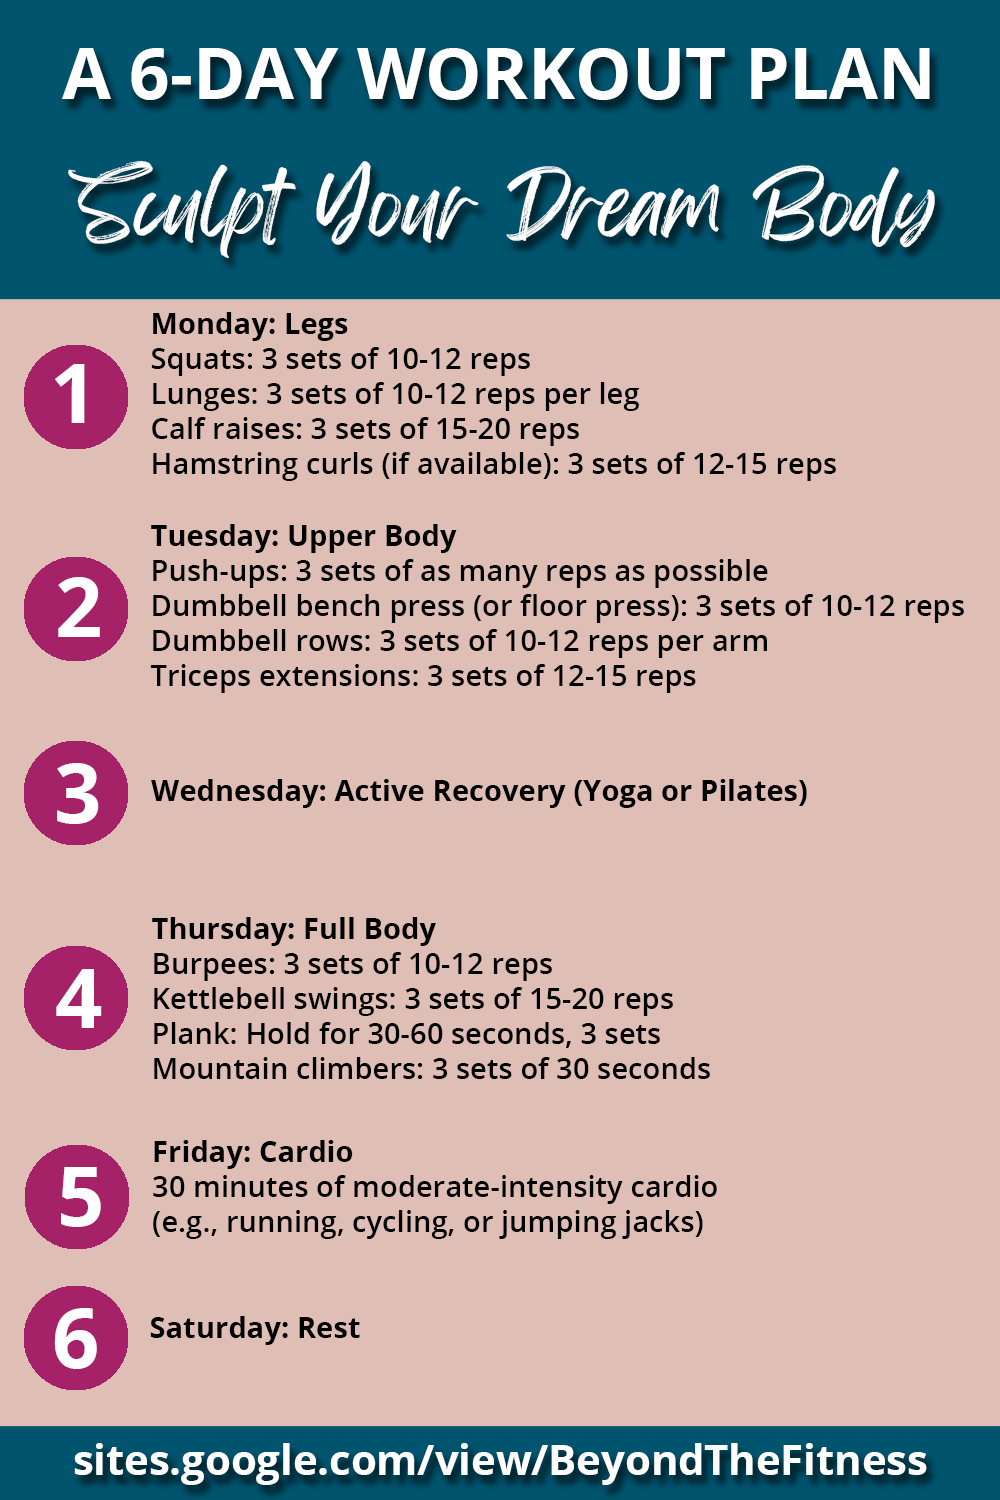 A 6-DAY WORKOUT PLAN
Sculpt Your Dream Body
1
Monday: Legs
Squats: 3 sets of 10-12 reps
Lunges: 3 sets of 10-12 reps per leg
Calf raises: 3 sets of 15-20 reps
Hamstring curls (if available): 3 sets of 12-15 reps
2
Tuesday: Upper Body
Push-ups: 3 sets of as many reps as possible
Dumbbell bench press (or floor press): 3 sets of 10-12 reps
Dumbbell rows: 3 sets of 10-12 reps per arm
Triceps extensions: 3 sets of 12-15 reps
3
Wednesday: Active Recovery (Yoga or Pilates)
4
Thursday: Full Body
Burpees: 3 sets of 10-12 reps
Kettlebell swings: 3 sets of 15-20 reps
Plank: Hold for 30-60 seconds, 3 sets
Mountain climbers: 3 sets of 30 seconds
5
Friday: Cardio
30 minutes of moderate-intensity cardio
(e.g., running, cycling, or jumping jacks)
6
Saturday: Rest
sites.google.com/view/BeyondTheFitness